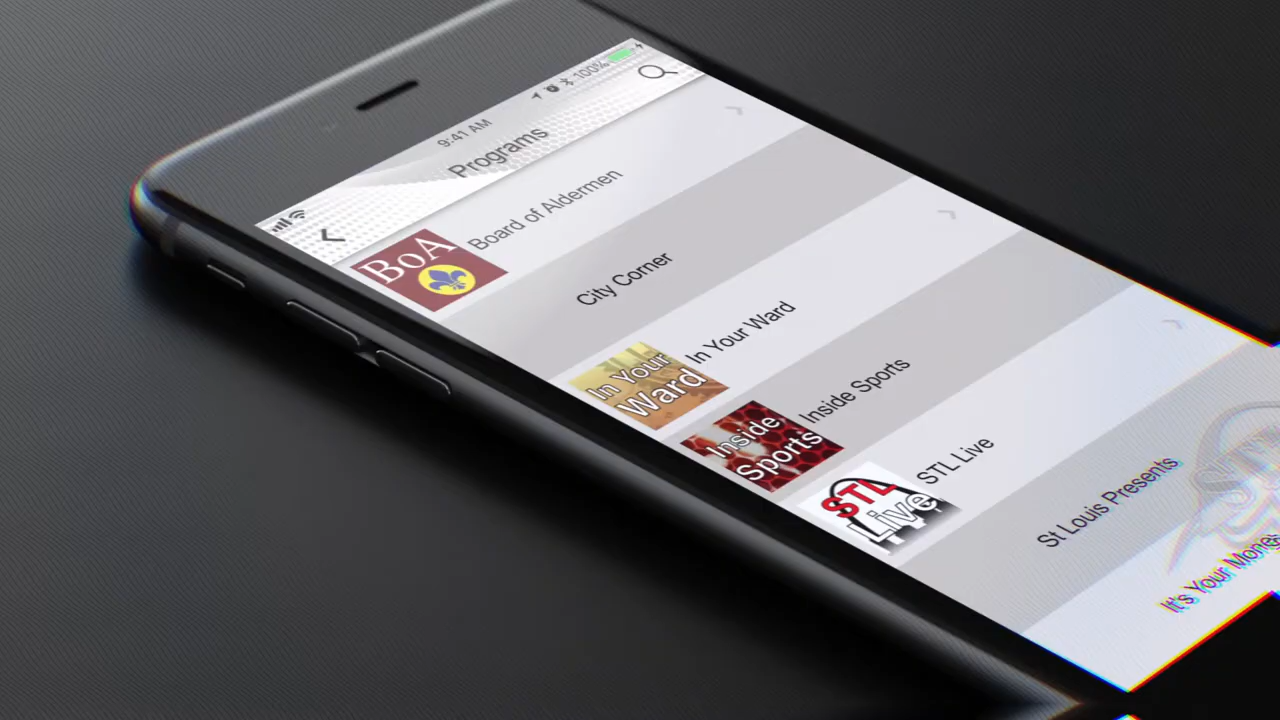 9:41 AM
100%
Programs
BoA
Board of Aldermen
City Corner
In Your
Ward
In Your Ward
Inside
Sports
Inside Sports
STL
Live
STL Live
St Louis Presents
It's Your Money